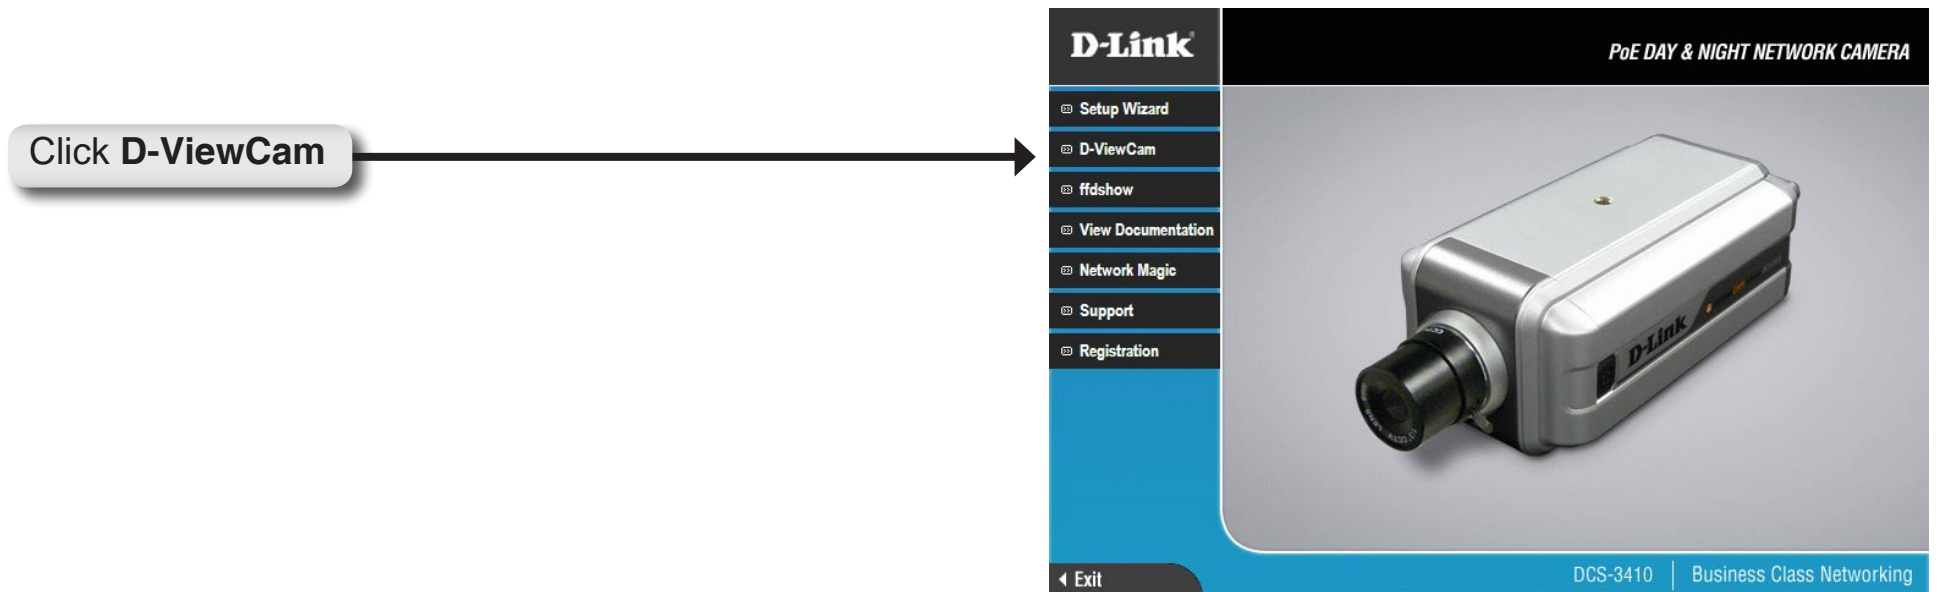 Click D-ViewCam
D-Link
PoE DAY & NIGHT NETWORK CAMERA
Setup Wizard
D-ViewCam
ffdshow
View Documentation
Network Magic
Support
Registration
D-Link
Exit
DCS-3410
Business Class Networking